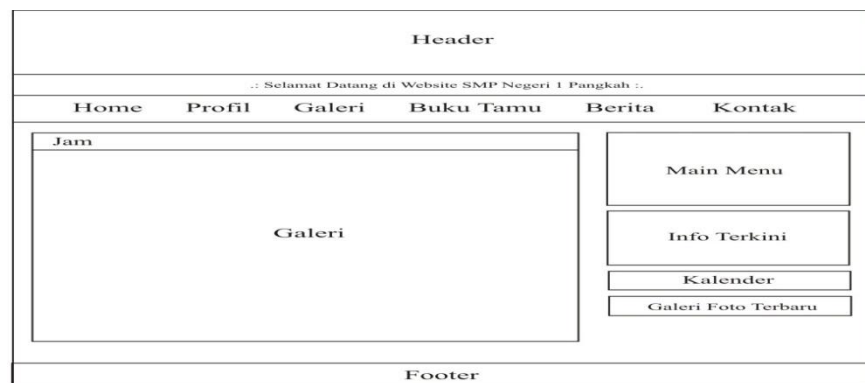 Header
.: Selamat Datang di Website SMP Negeri 1 Pangkah :.
Home Profil Galeri Buku Tamu Berita Kontak
Jam
Galeri
Main Menu
Info Terkini
Kalender
Galeri Foto Terbaru
Footer